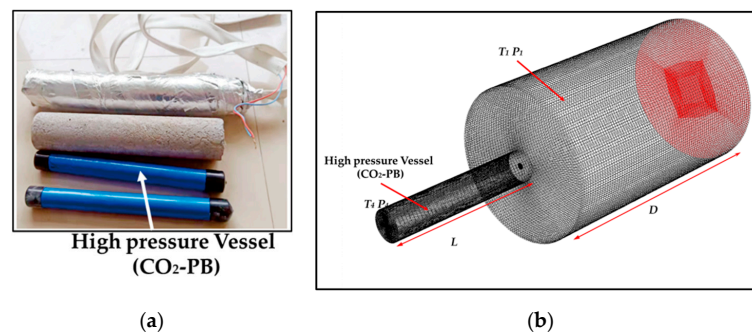 High pressure Vessel
(CO₂-PB)
T₁ P₁
High pressure Vessel
(CO₂-PB)
T₄ P₄
L
D
(a)
(b)